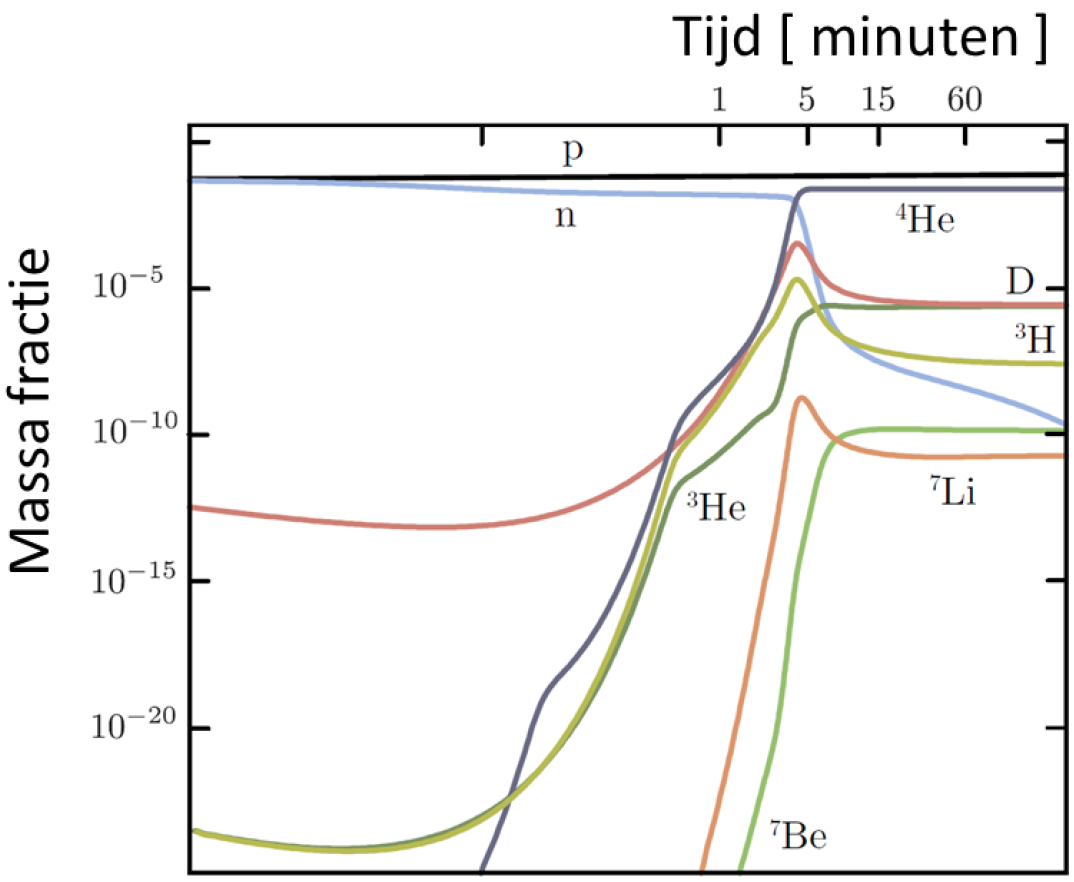 Tijd [ minuten ]
1 5 15 60
p
n
⁴He
D
³H
³He
⁷Li
⁷Be
Massa fractie
10⁻⁵
10⁻¹⁰
10⁻¹⁵
10⁻²⁰